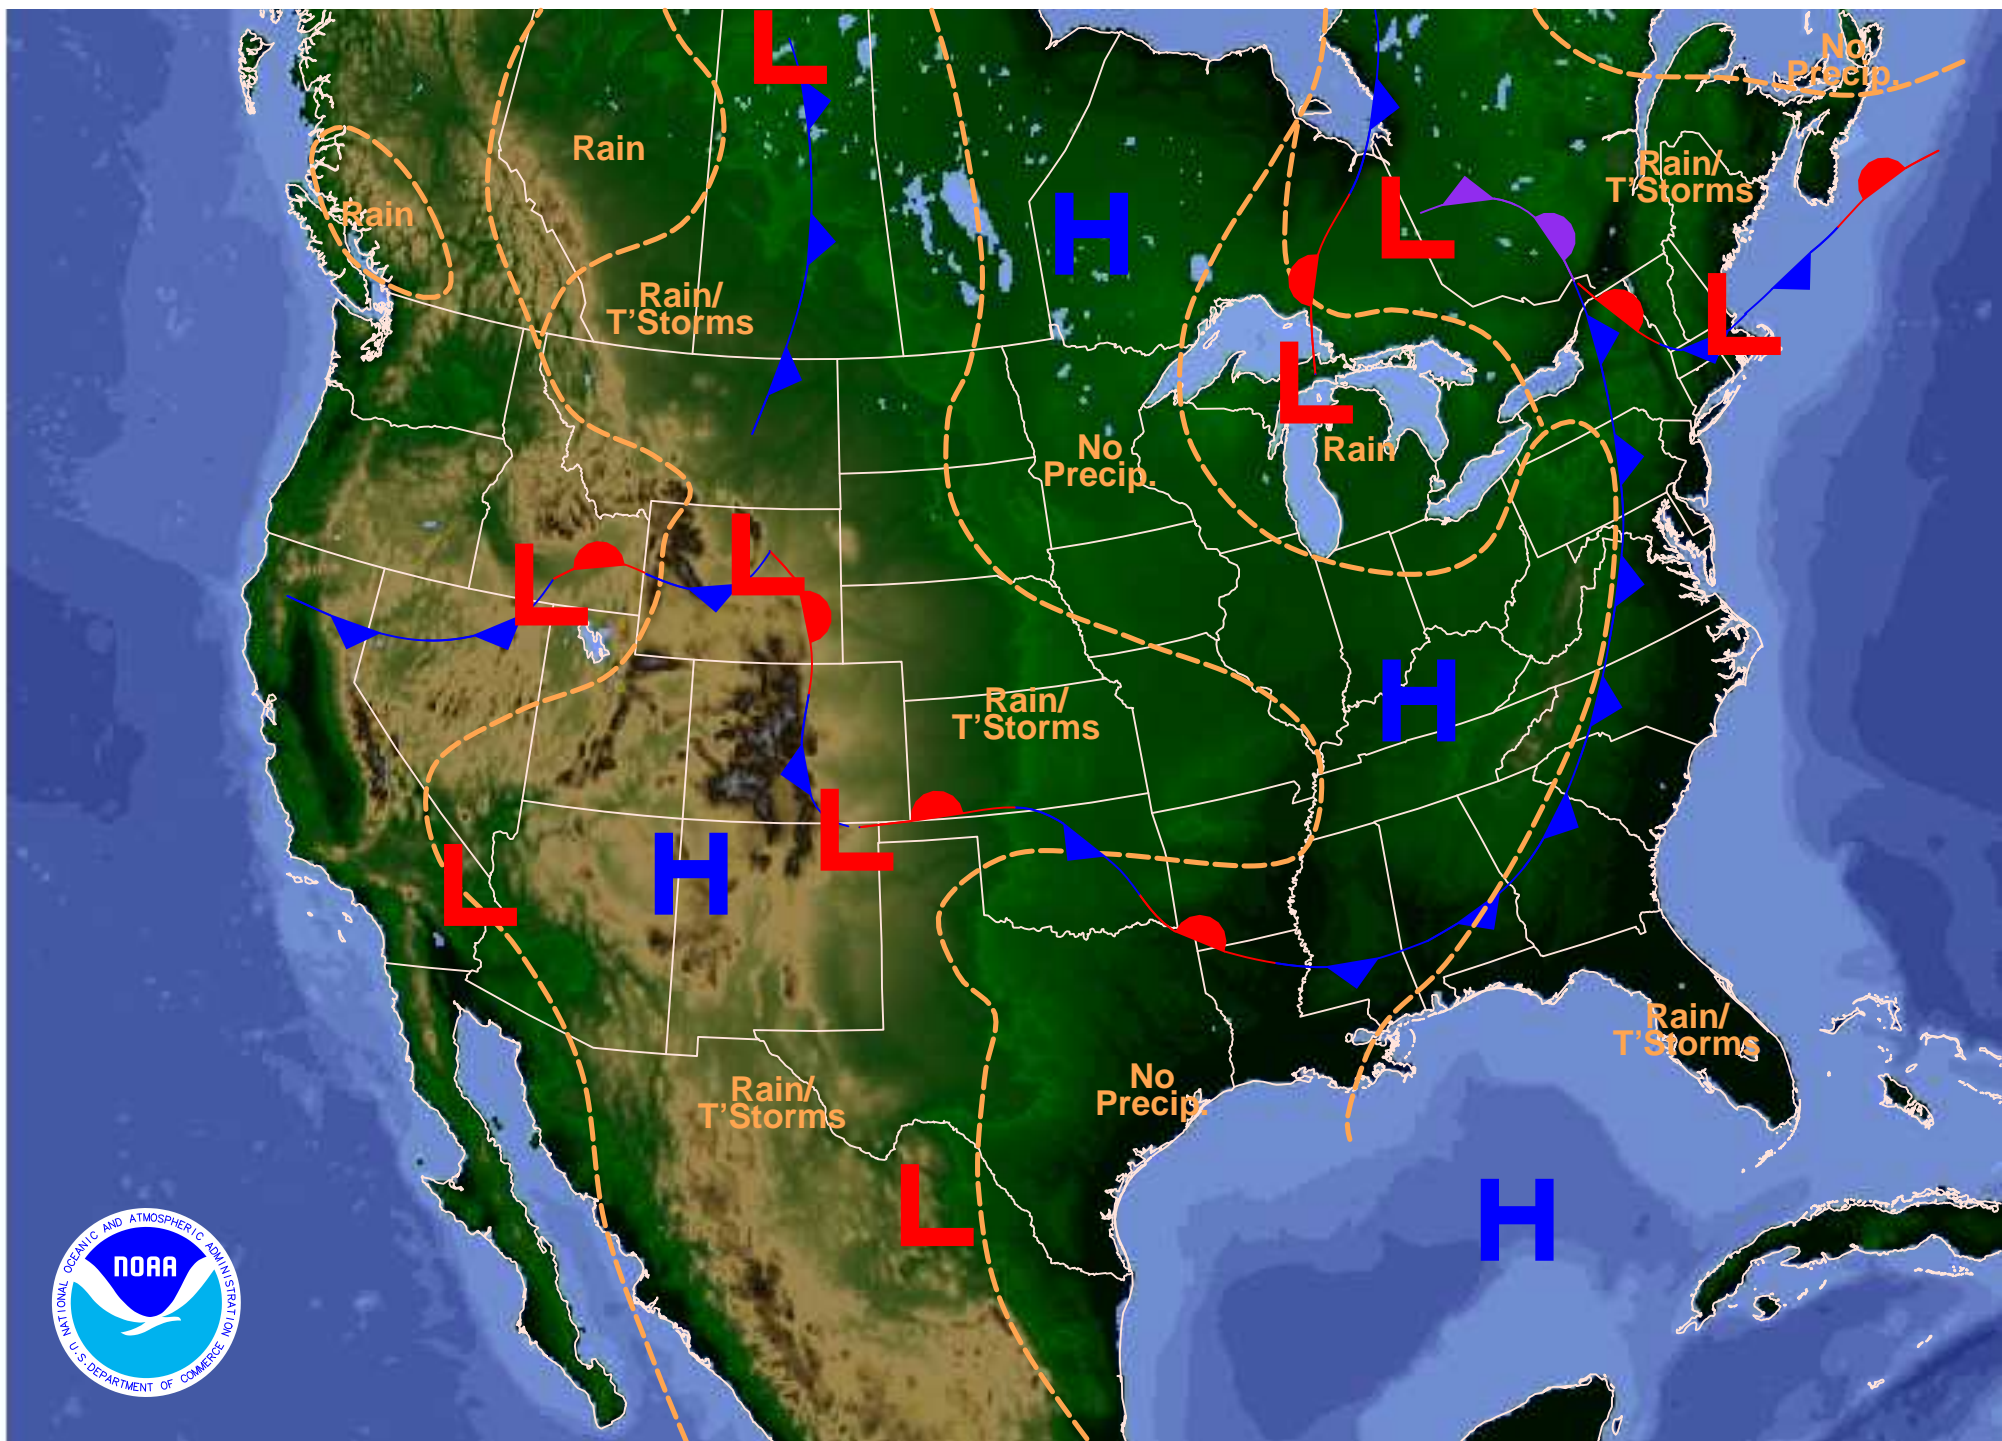 L
No
Precip.
Rain
Rain/
T'Storms
L
Rain
H
L
Rain/
T'Storms
L
L
No
Precip.
Rain
L
L
H
Rain/
T'Storms
L
H
L
Rain/
T'Storms
No
Precip.
Rain/
T'Storms
L
H
NATIONAL OCEANIC AND ATMOSPHERIC ADMINISTRATION
NOAA
U.S. DEPARTMENT OF COMMERCE